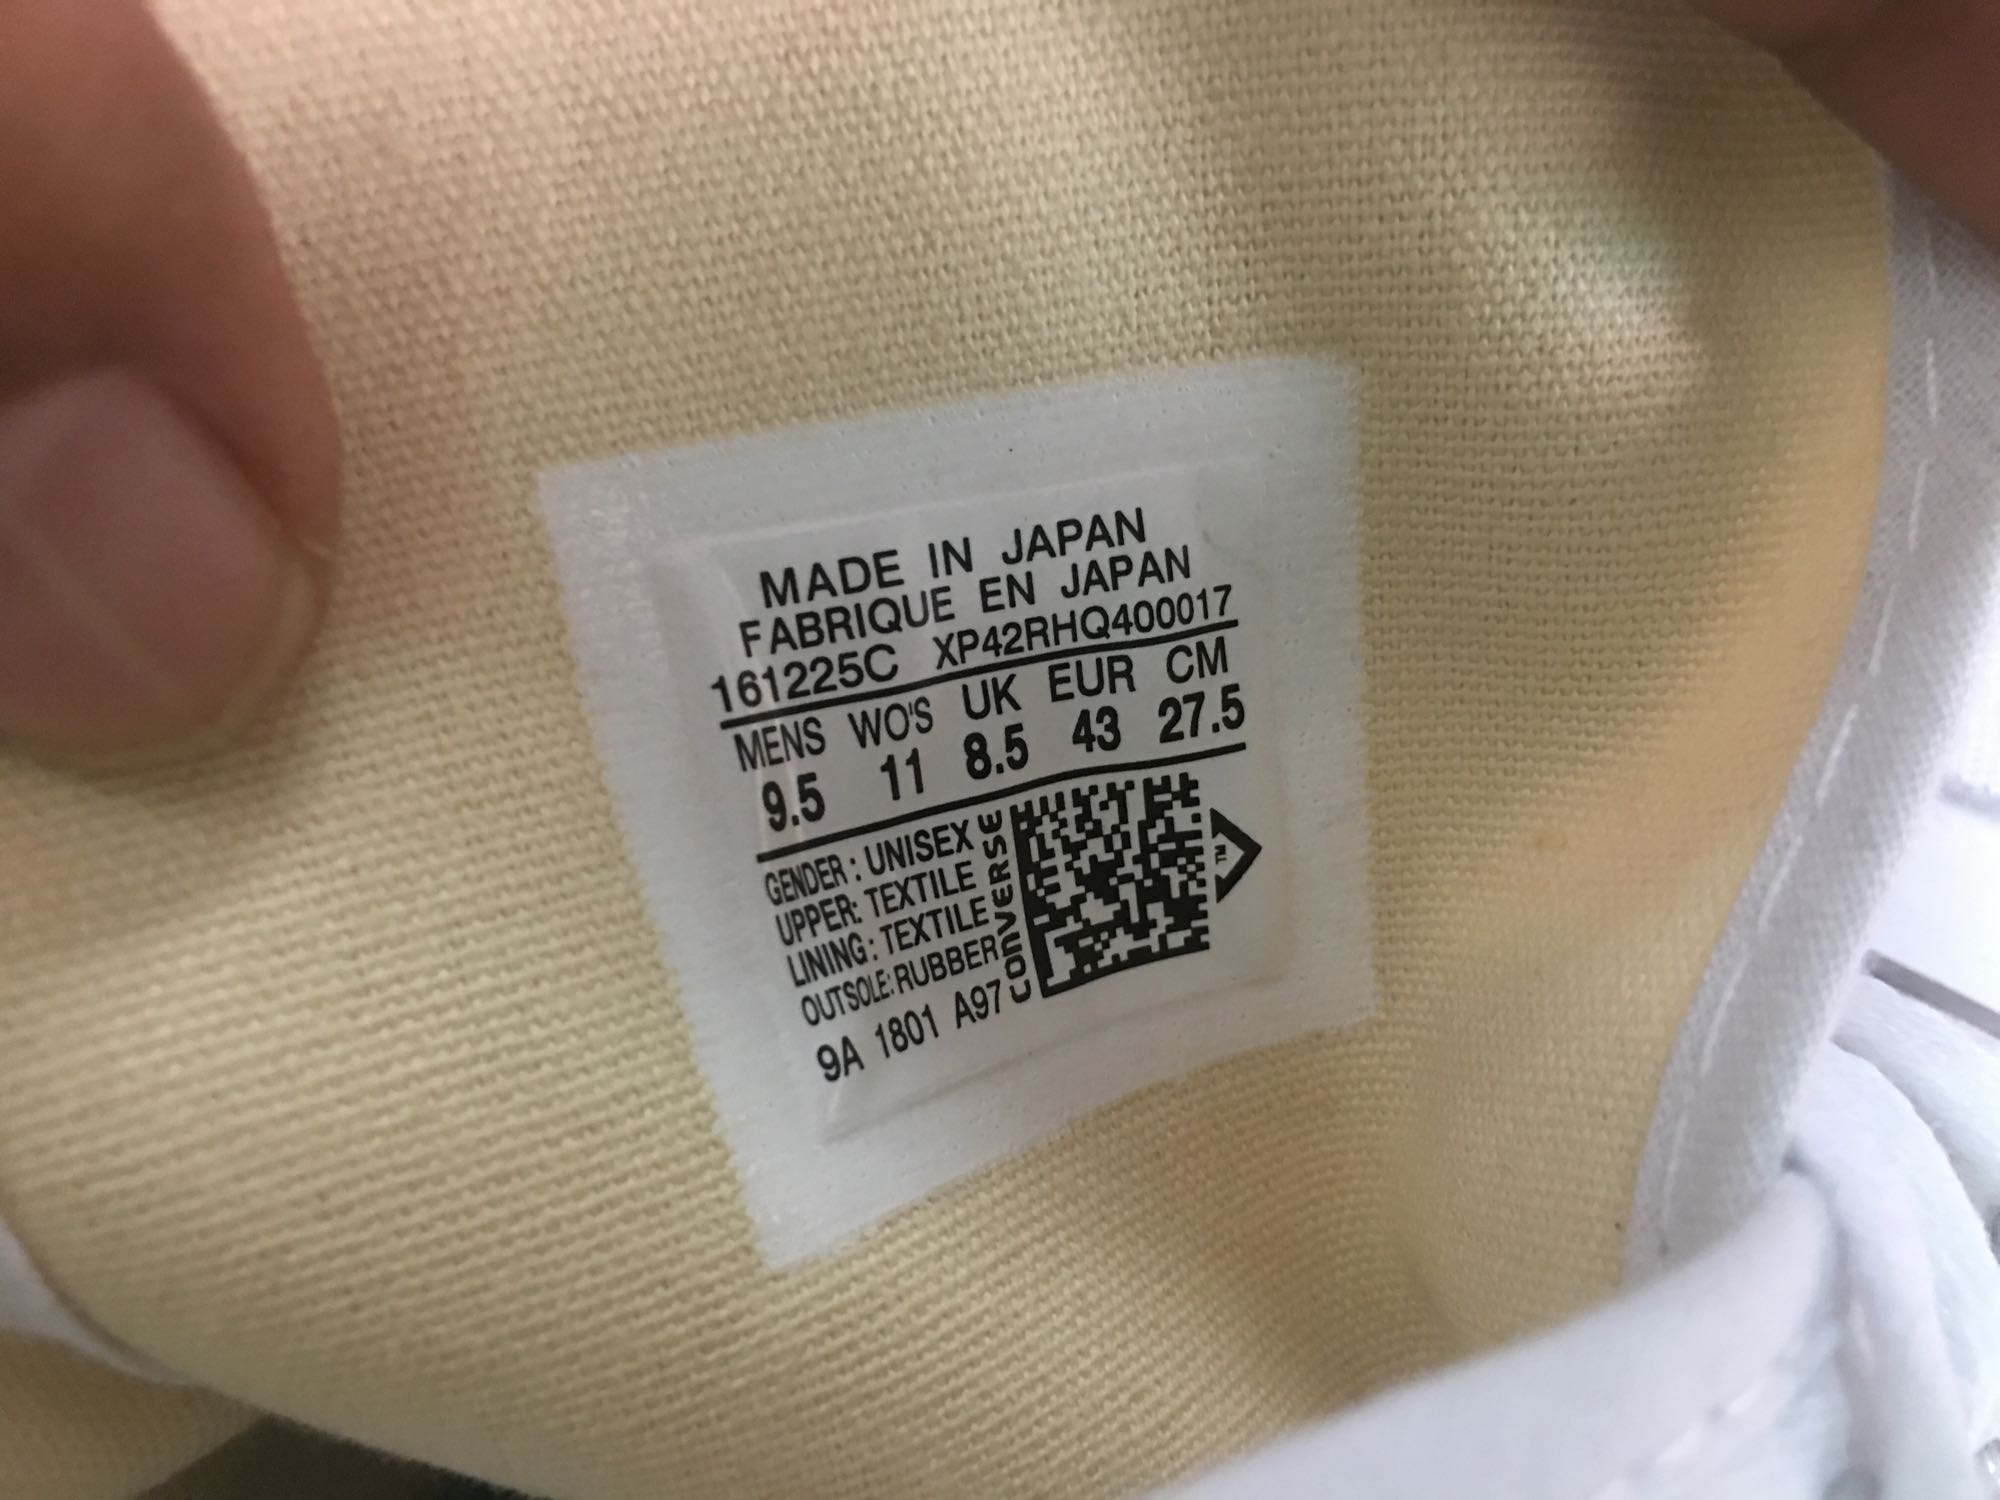 MADE IN JAPAN
FABRIQUE EN JAPAN
161225C XP42RHQ400017
MENS WO'S UK EUR CM
9.5 11 8.5 43 27.5
GENDER: UNISEX
UPPER: TEXTILE
LINING: TEXTILE
OUTSOLE: RUBBER
9A 1801 A97
CONVERSE
TM